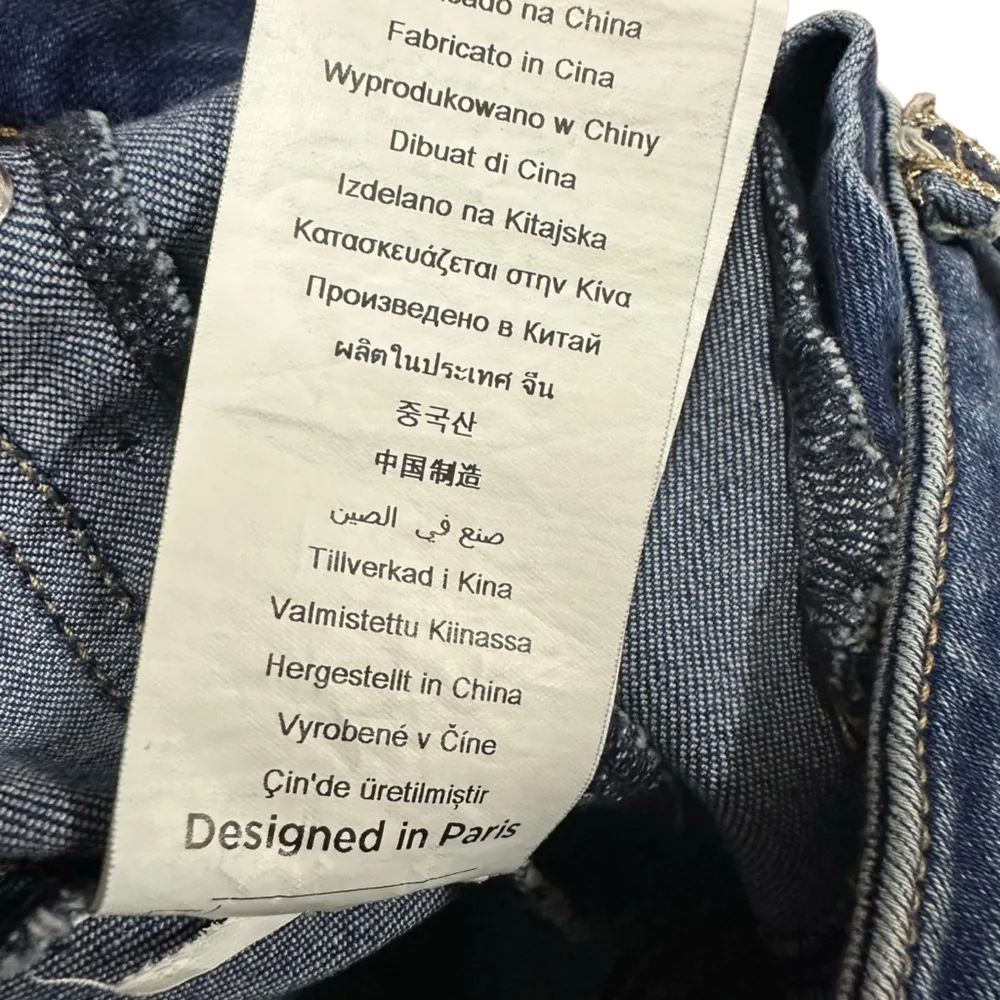 na China
Fabricato in Cina
Wyprodukowano w Chiny
Dibuat di Cina
Izdelano na Kitajska
Κατασκευάζεται στην Κίνα
Произведено в Китай
ผลิตในประเทศ จีน
중국산
中国制造
صنع في الصين
Tillverkad i Kina
Valmistettu Kiinassa
Hergestellt in China
Vyrobené v Číne
Çin'de üretilmiştir
Designed in Paris